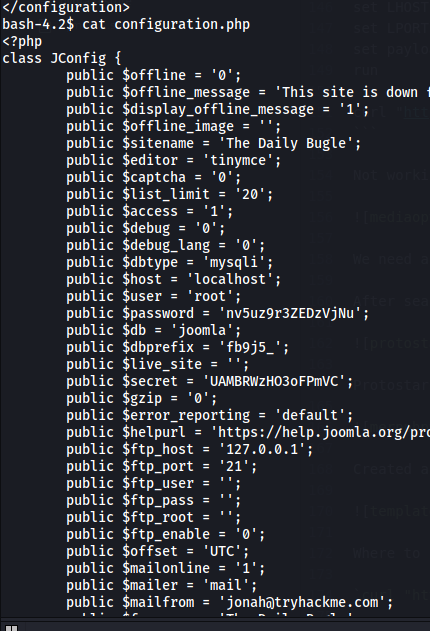 </configuration>
bash-4.2$ cat configuration.php
<?php
class JConfig {
public $offline = '0';
public $offline_message = 'This site is down f
public $display_offline_message = '1';
public $offline_image = '';
public $sitename = 'The Daily Bugle';
public $editor = 'tinymce';
public $captcha = '0';
public $list_limit = '20';
public $access = '1';
public $debug = '0';
public $debug_lang = '0';
public $dbtype = 'mysqli';
public $host = 'localhost';
public $user = 'root';
public $password = 'nv5uz9r3ZEDzVjNu';
public $db = 'joomla';
public $dbprefix = 'fb9j5_';
public $live_site = '';
public $secret = 'UAMBRWzHO3oFPmVC';
public $gzip = '0';
public $error_reporting = 'default';
public $helpurl = 'https://help.joomla.org/pro
public $ftp_host = '127.0.0.1';
public $ftp_port = '21';
public $ftp_user = '';
public $ftp_pass = '';
public $ftp_root = '';
public $ftp_enable = '0';
public $offset = 'UTC';
public $mailonline = '1';
public $mailer = 'mail';
public $mailfrom = 'jonah@tryhackme.com';